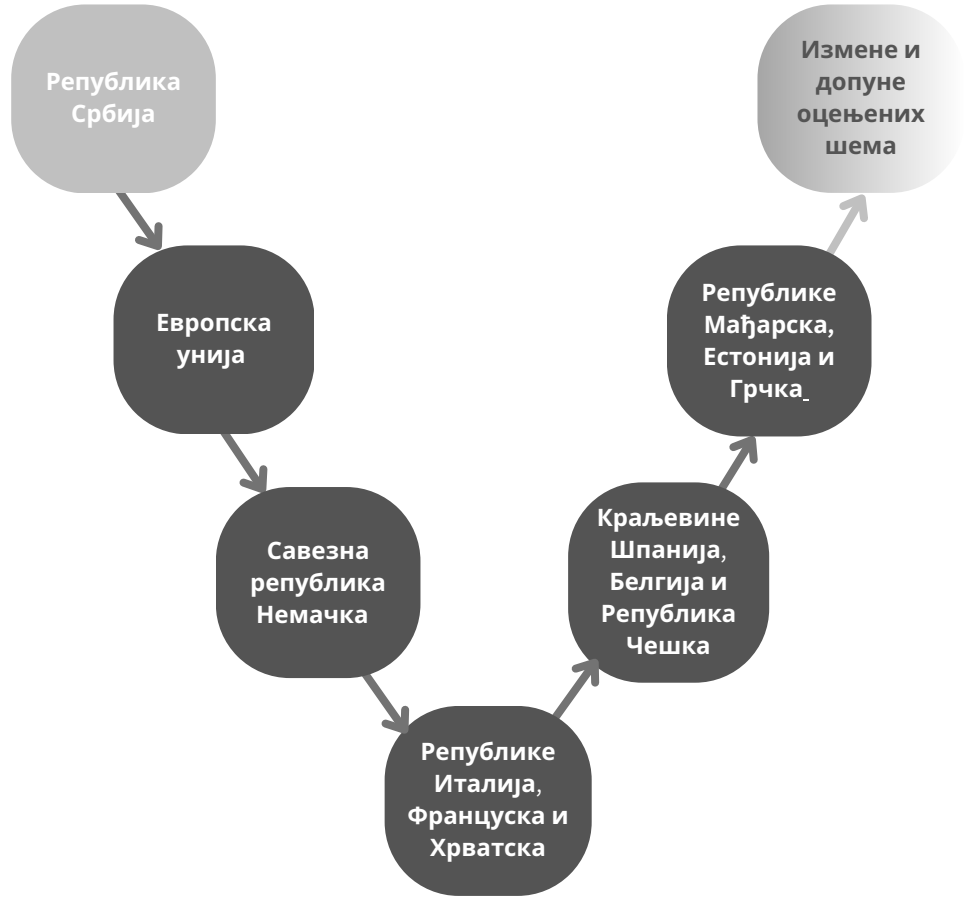 Република
Србија
Европска
унија
Савезна
република
Немачка
Републике
Италија,
Француска и
Хрватска
Краљевине
Шпанија,
Белгија и
Република
Чешка
Републике
Мађарска,
Естонија и
Грчка_
Измене и
допуне
оцењених
шема